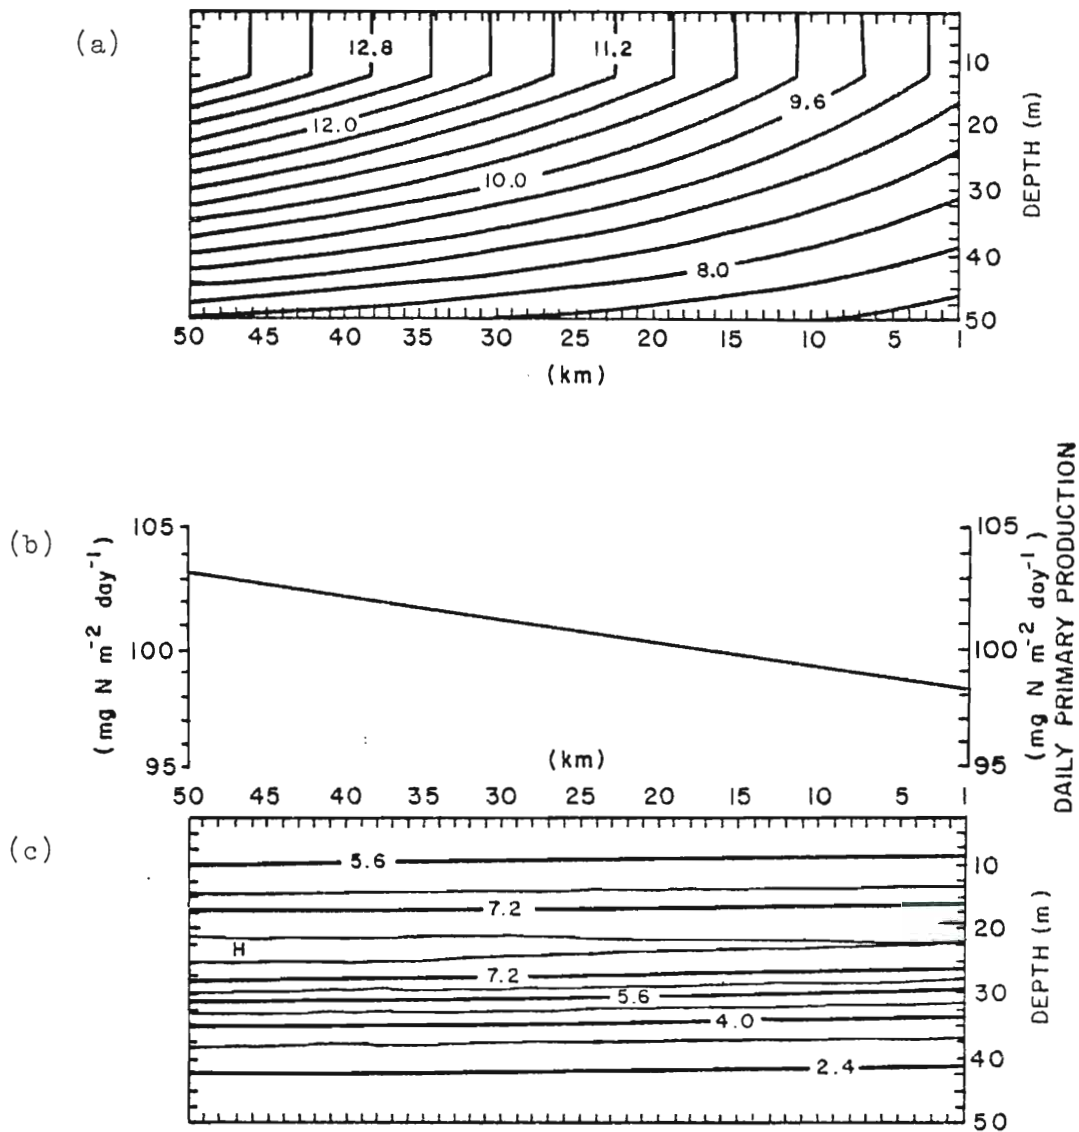 (a)
12.8
11.2
12.0
10.0
9.6
8.0
10
20
30
40
50
DEPTH (m)
50 45 40 35 30 25 20 15 10 5 1
(km)
(b)
105
100
95
(mg N m⁻² day⁻¹)
105
100
95
(mg N m⁻² day⁻¹)
DAILY PRIMARY PRODUCTION
(km)
50 45 40 35 30 25 20 15 10 5 1
(c)
5.6
7.2
H
7.2
5.6
4.0
2.4
10
20
30
40
50
DEPTH (m)